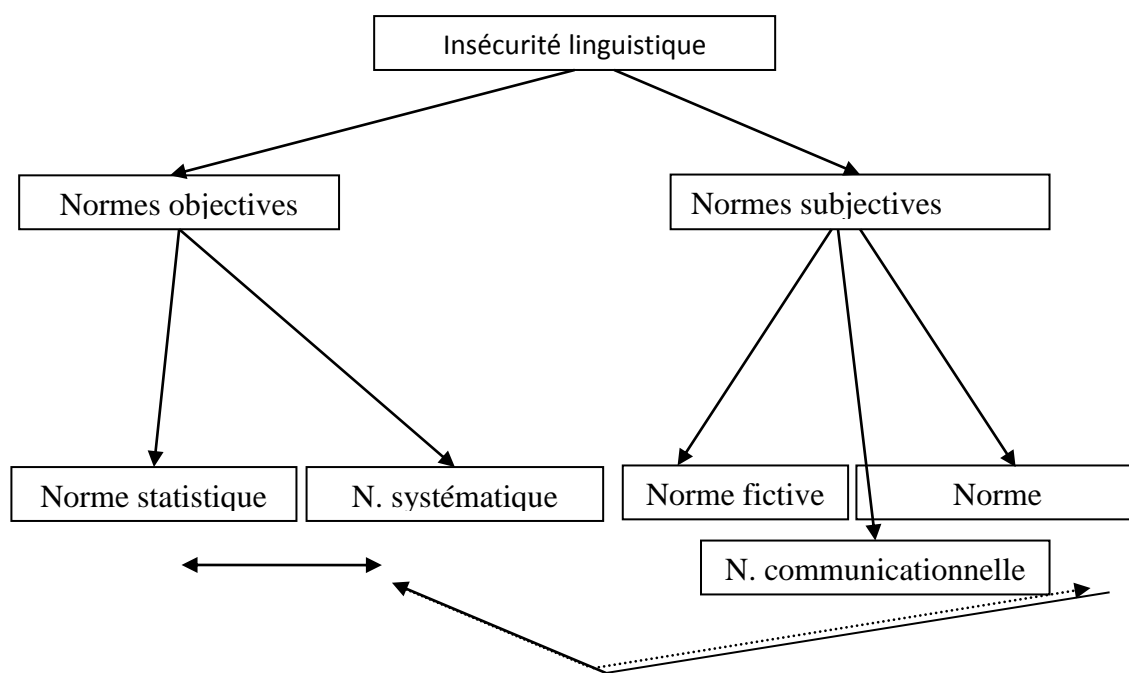 Insécurité linguistique
Normes objectives
Normes subjectives
Norme statistique
N. systématique
Norme fictive
Norme
N. communicationnelle